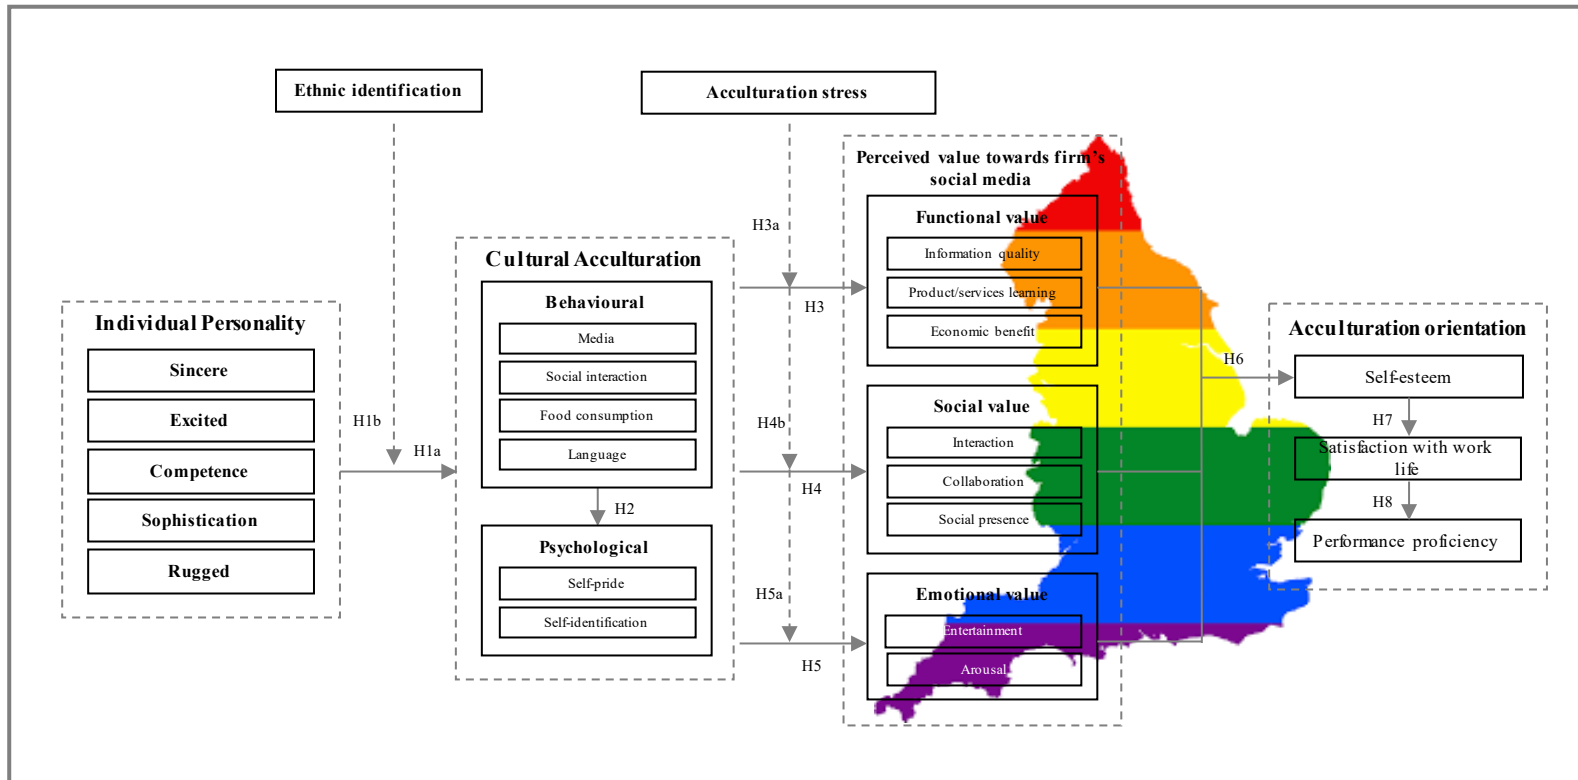 Ethnic identification
Acculturation stress
Perceived value towards firm's
social media
H3a
Functional value
Information quality
Product/services learning
Economic benefit
H3
Cultural Acculturation
Behavioural
Media
Social interaction
Food consumption
Language
H2
Psychological
Self-pride
Self-identification
Individual Personality
Sincere
Excited
Competence
Sophistication
Rugged
H1b
H1a
H4b
H4
Social value
Interaction
Collaboration
Social presence
H5a
H5
Emotional value
Entertainment
Arousal
H6
Acculturation orientation
Self-esteem
H7
Satisfaction with work
life
H8
Performance proficiency